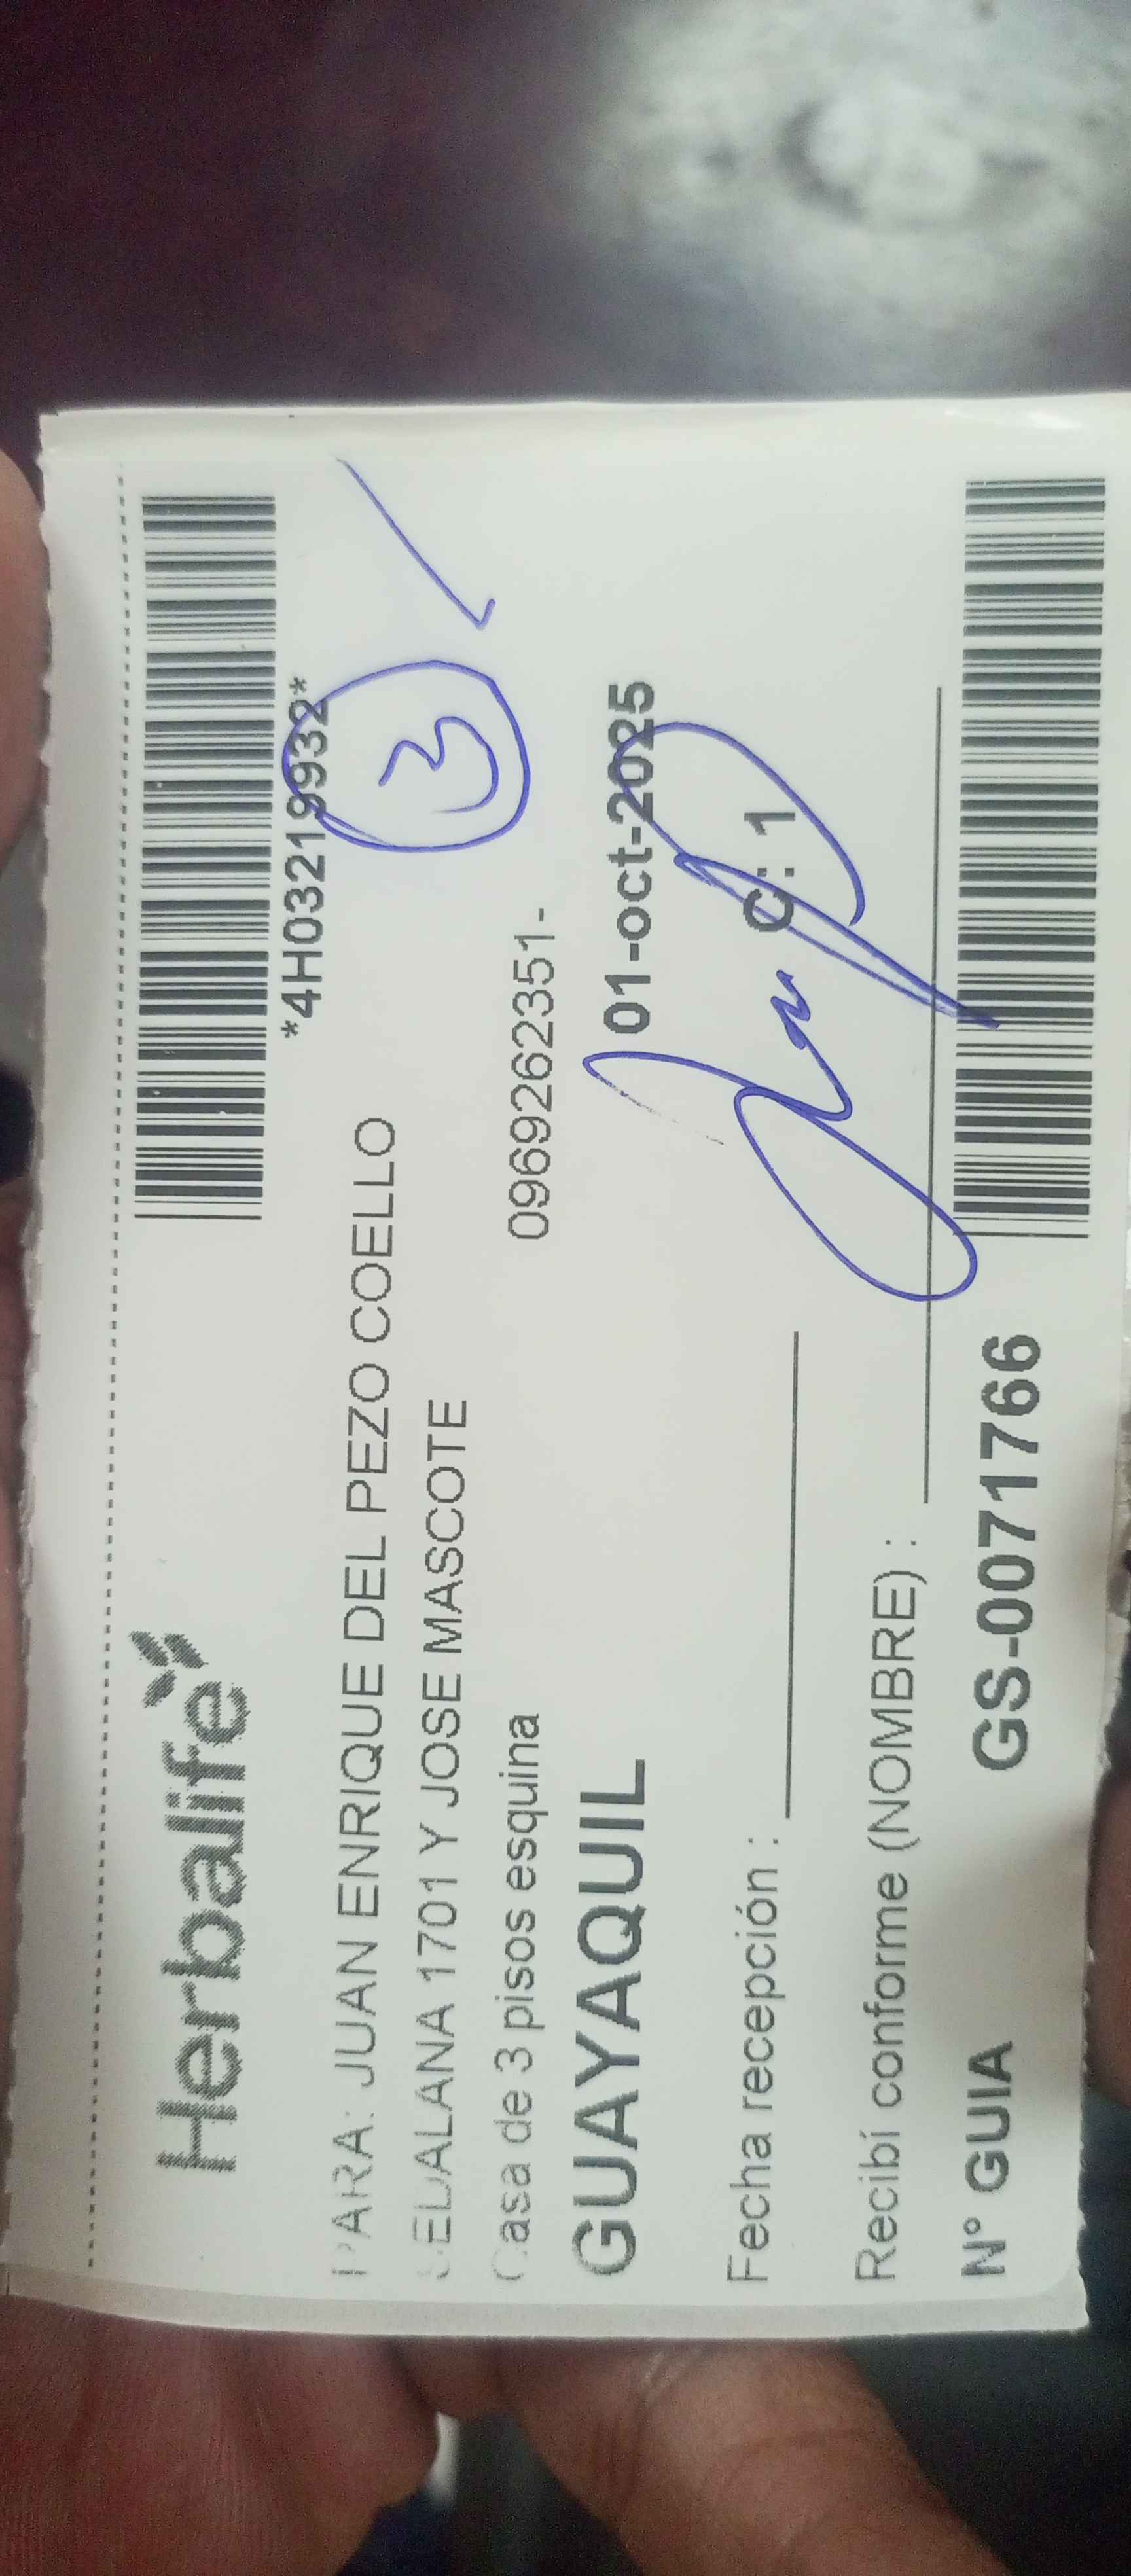 Herbalife
*4H03219932*
PARA: JUAN ENRIQUE DEL PEZO COELLO
3
SEDALANA 1701 Y JOSE MASCOTE
Casa de 3 pisos esquina 0969262351-
GUAYAQUIL 01-oct-2025
C: 1
Fecha recepción :
Recibí conforme (NOMBRE) :
N° GUIA GS-0071766